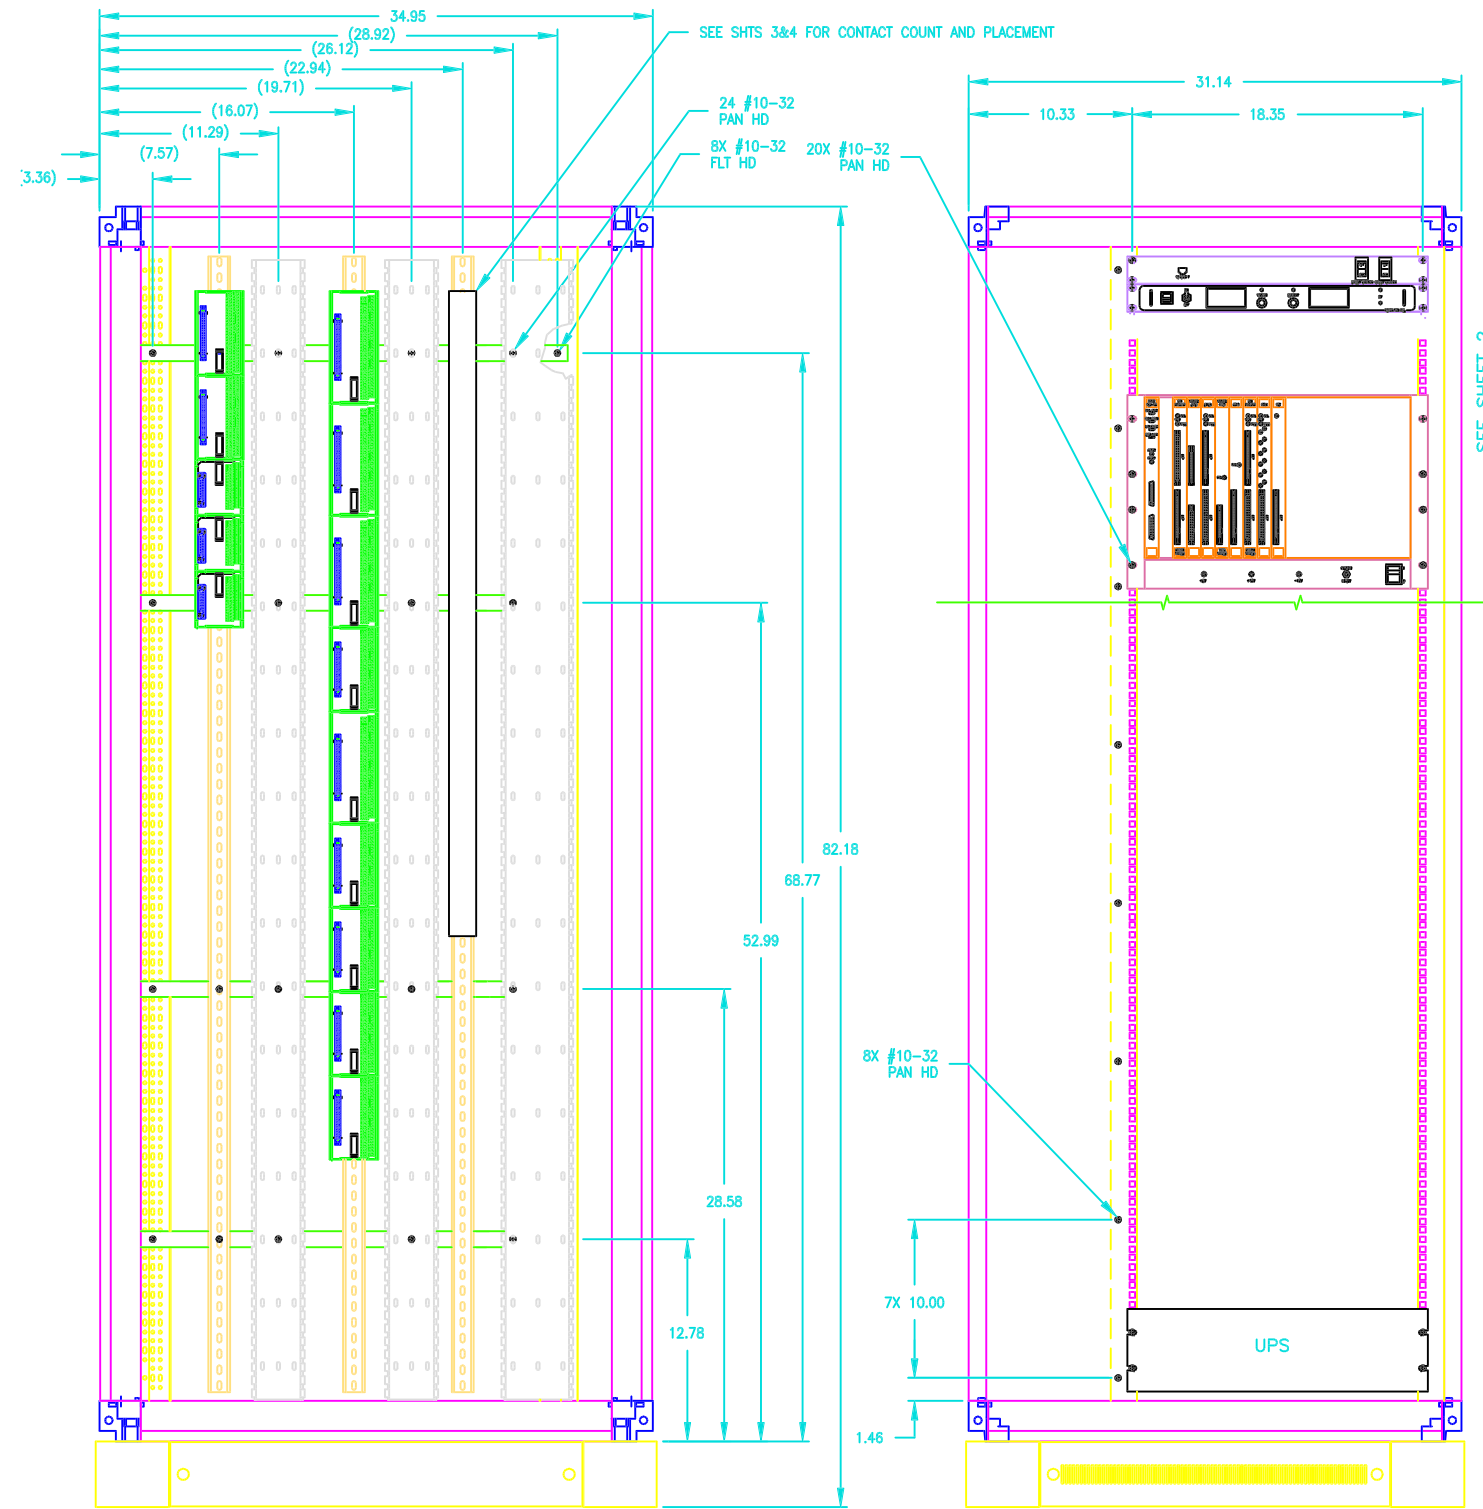 34.95
(28.92)
(26.12)
(22.94)
(19.71)
(16.07)
(11.29)
(7.57)
3.36)
SEE SHTS 3&4 FOR CONTACT COUNT AND PLACEMENT
24 #10-32
PAN HD
8X #10-32
FLT HD
20X #10-32
PAN HD
31.14
10.33
18.35
SEE SHEET 2
82.18
68.77
52.99
28.58
12.78
8X #10-32
PAN HD
7X 10.00
1.46
UPS